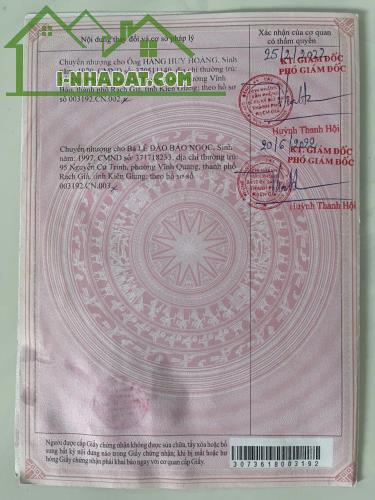 I-NHADAT.COM
Nội dung thay đổi và cơ sở pháp lý
Xác nhận của cơ quan
có thẩm quyền
Chuyển nhượng cho Ông HÀNG HUY HOÀNG, Sinh
địa chỉ thường trú:
phường Vĩnh
thành phố Rạch Giá, tỉnh Kiên Giang; theo hồ sơ
số 003192.CN.002
25/2/2022
KT. GIÁM ĐỐC
PHÓ GIÁM ĐỐC
Huỳnh Thanh Hội
Chuyển nhượng cho Bà LÊ ĐÀO BẢO NGỌC, Sinh
năm: 1997, CMND số: 371718233, địa chỉ thường trú:
95 Nguyễn Cư Trinh, phường Vĩnh Quang, thành phố
Rạch Giá, tỉnh Kiên Giang; theo hồ sơ số
003192.CN.003
20/6/2022
KT. GIÁM ĐỐC
PHÓ GIÁM ĐỐC
Huỳnh Thanh Hội
Người được cấp Giấy chứng nhận không được sửa chữa, tẩy xóa hoặc bổ
sung bất kỳ nội dung nào trong Giấy chứng nhận; khi bị mất hoặc hư
hỏng Giấy chứng nhận phải khai báo ngay với cơ quan cấp Giấy.
3073618003192